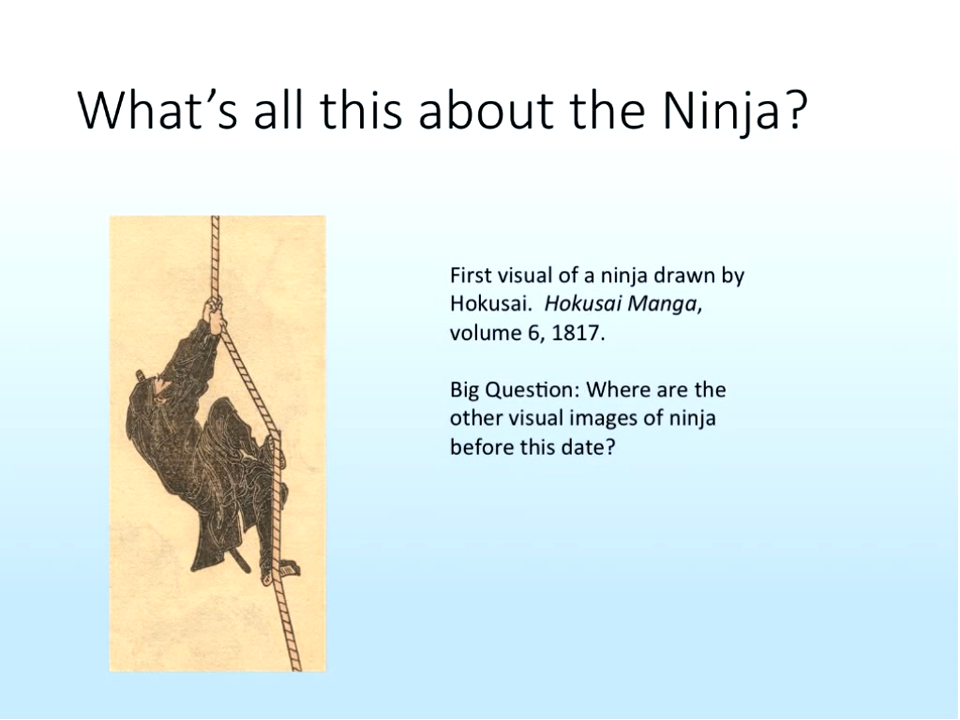 What’s all this about the Ninja?
First visual of a ninja drawn by
Hokusai.  Hokusai Manga,
volume 6, 1817.
Big Question: Where are the
other visual images of ninja
before this date?